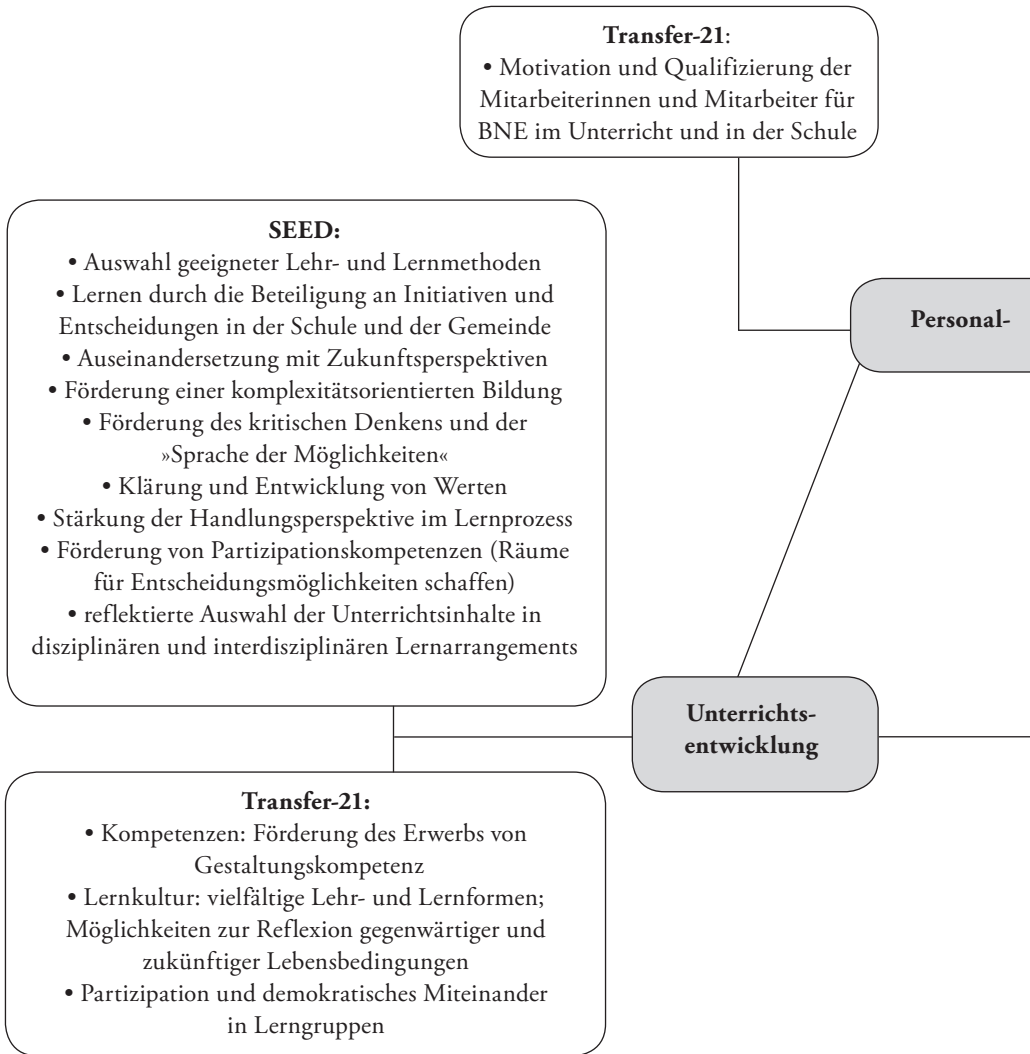 Transfer-21:
• Motivation und Qualifizierung der
Mitarbeiterinnen und Mitarbeiter für
BNE im Unterricht und in der Schule
SEED:
• Auswahl geeigneter Lehr- und Lernmethoden
• Lernen durch die Beteiligung an Initiativen und
Entscheidungen in der Schule und der Gemeinde
• Auseinandersetzung mit Zukunftsperspektiven
• Förderung einer komplexitätsorientierten Bildung
• Förderung des kritischen Denkens und der
»Sprache der Möglichkeiten«
• Klärung und Entwicklung von Werten
• Stärkung der Handlungsperspektive im Lernprozess
• Förderung von Partizipationskompetenzen (Räume
für Entscheidungsmöglichkeiten schaffen)
• reflektierte Auswahl der Unterrichtsinhalte in
disziplinären und interdisziplinären Lernarrangements
Personal-
Unterrichts-
entwicklung
Transfer-21:
• Kompetenzen: Förderung des Erwerbs von
Gestaltungskompetenz
• Lernkultur: vielfältige Lehr- und Lernformen;
Möglichkeiten zur Reflexion gegenwärtiger und
zukünftiger Lebensbedingungen
• Partizipation und demokratisches Miteinander
in Lerngruppen